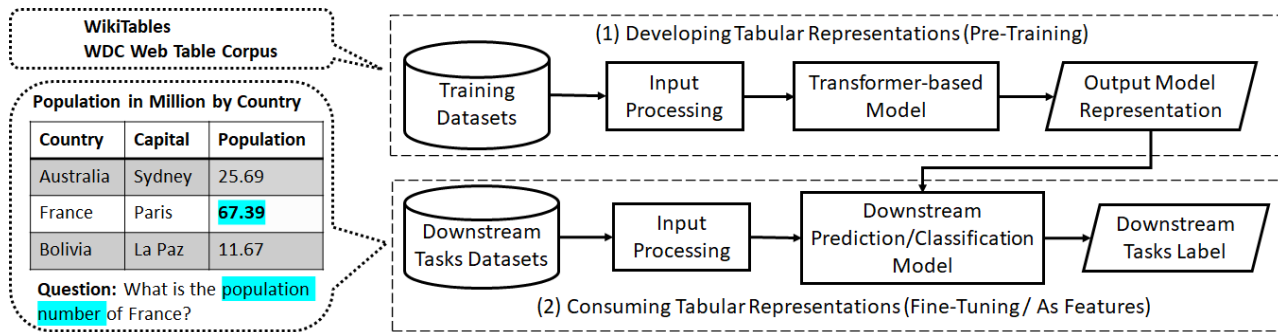 WikiTables
WDC Web Table Corpus
Population in Million by Country
Country Capital Population
Australia Sydney 25.69
France Paris 67.39
Bolivia La Paz 11.67
Question: What is the population
number of France?
(1) Developing Tabular Representations (Pre-Training)
Training
Datasets
Input
Processing
Transformer-based
Model
Output Model
Representation
Downstream
Tasks Datasets
Input
Processing
Downstream
Prediction/Classification
Model
Downstream
Tasks Label
(2) Consuming Tabular Representations (Fine-Tuning / As Features)